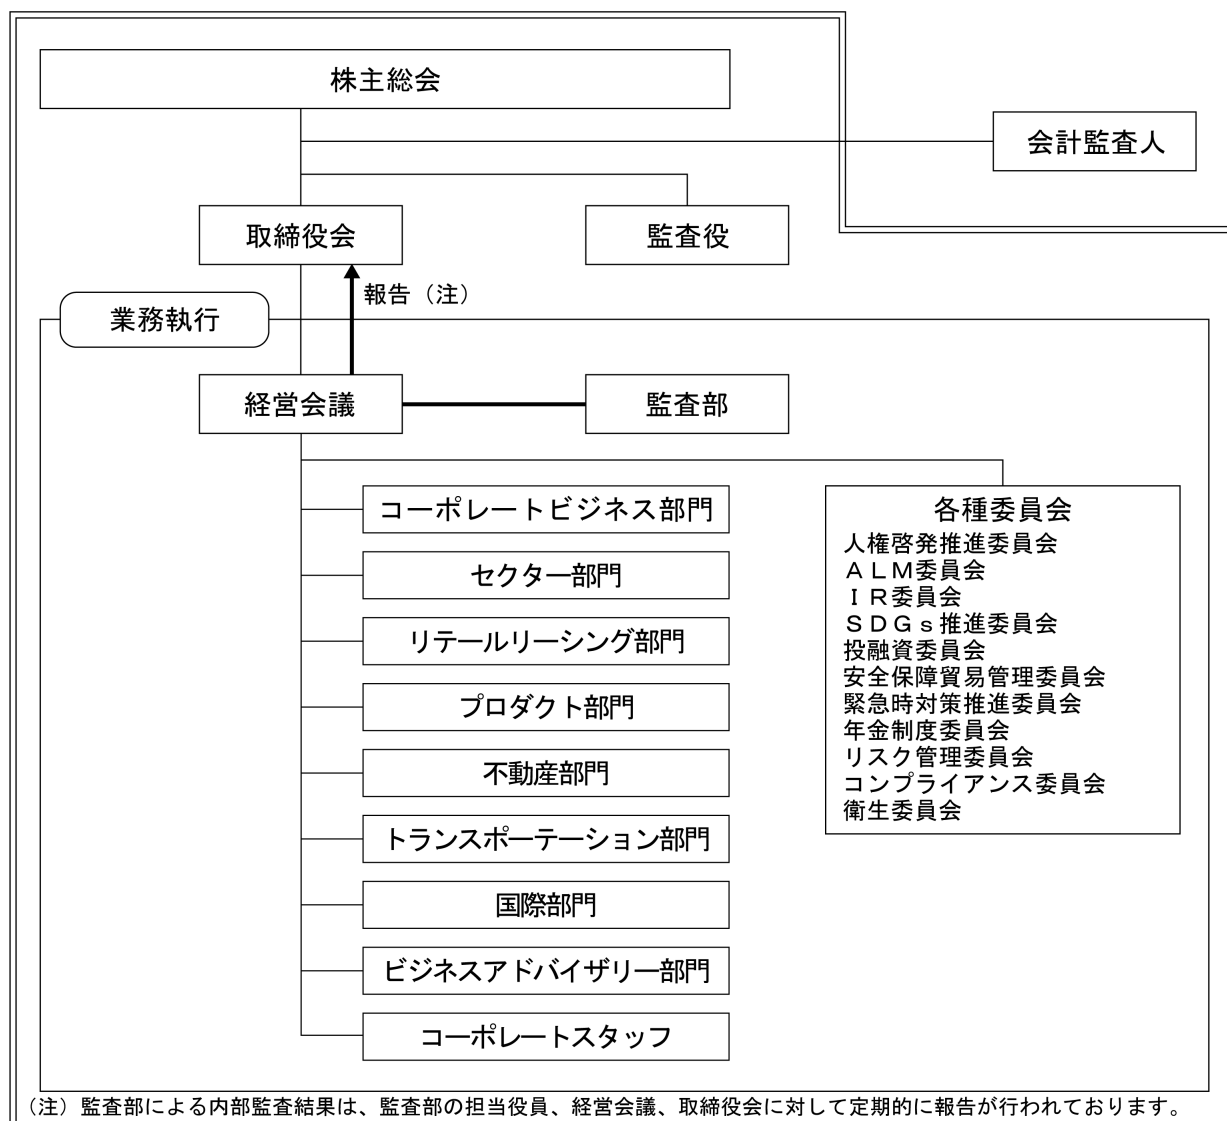 株主総会
会計監査人
取締役会
監査役
報告（注）
業務執行
経営会議
監査部
コーポレートビジネス部門
セクター部門
リテールリーシング部門
プロダクト部門
不動産部門
トランスポーテーション部門
国際部門
ビジネスアドバイザリー部門
コーポレートスタッフ
各種委員会
人権啓発推進委員会
ＡＬＭ委員会
ＩＲ委員会
ＳＤＧｓ推進委員会
投融資委員会
安全保障貿易管理委員会
緊急時対策推進委員会
年金制度委員会
リスク管理委員会
コンプライアンス委員会
衛生委員会
（注）監査部による内部監査結果は、監査部の担当役員、経営会議、取締役会に対して定期的に報告が行われております。